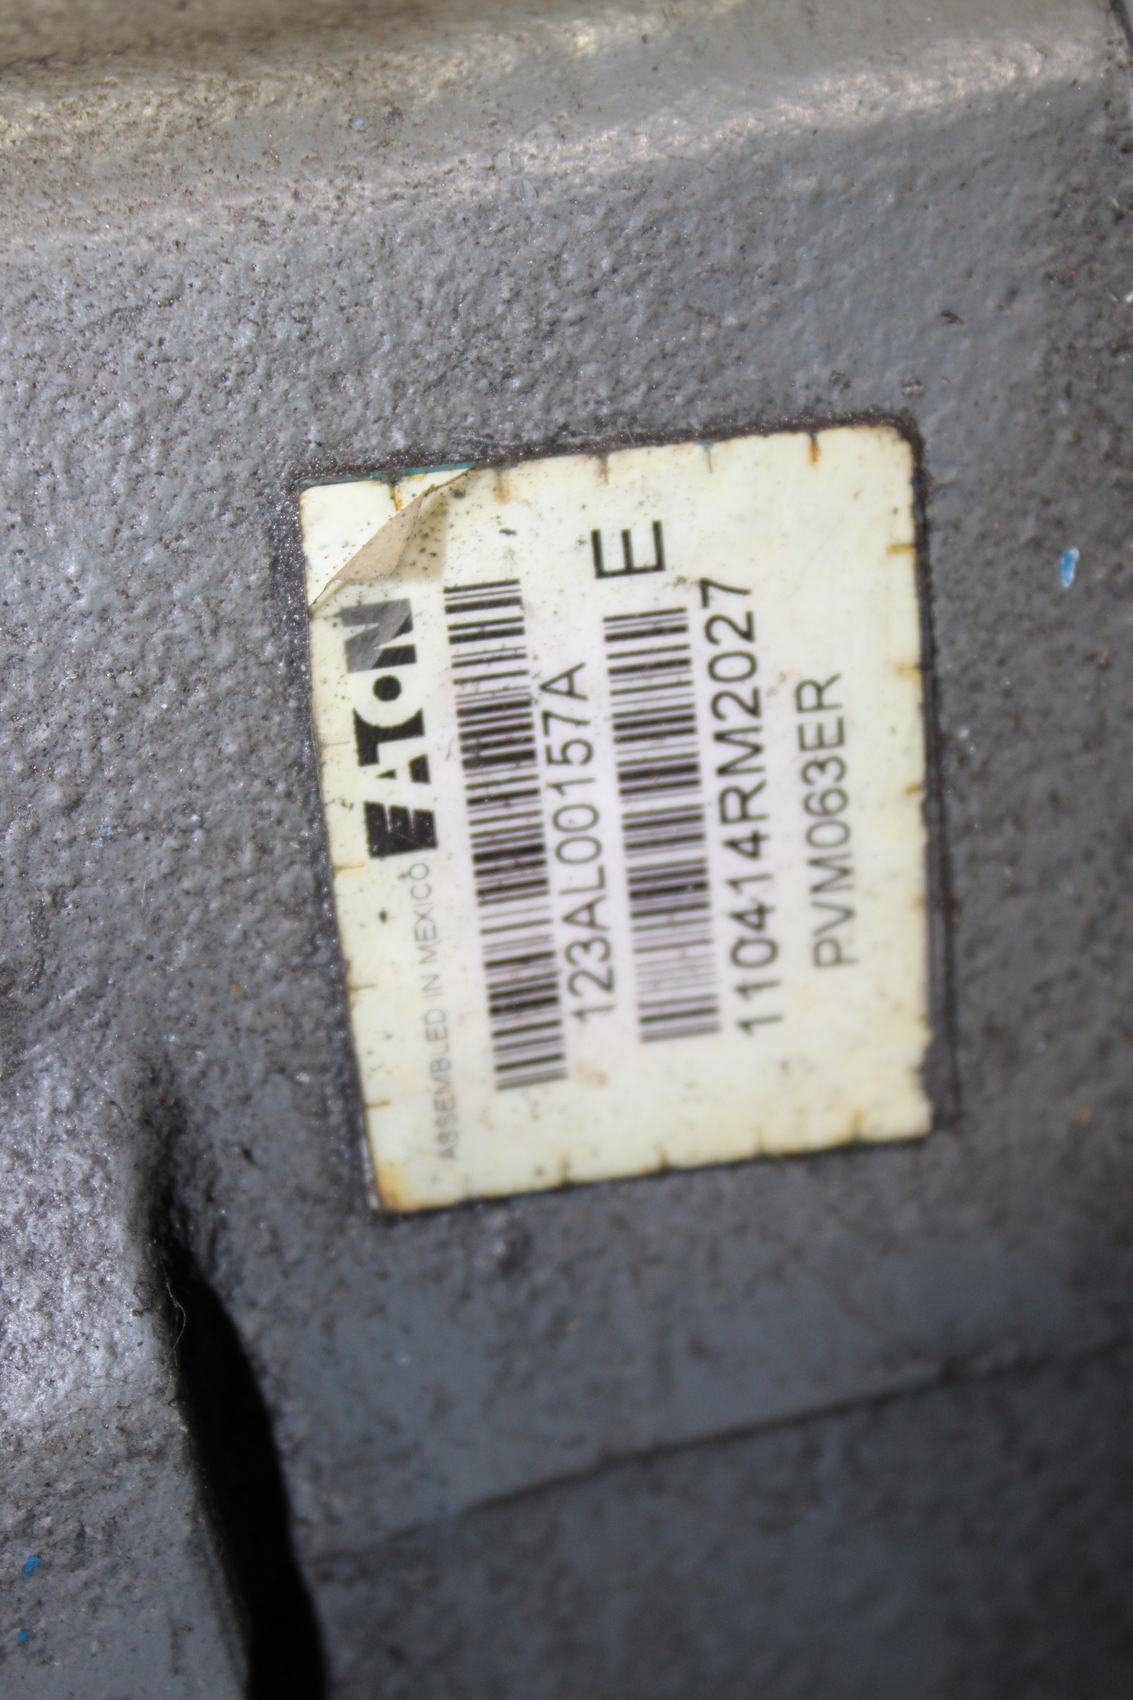 EATON
ASSEMBLED IN MEXICO
123AL00157A
E
110414RM2027
PVM063ER